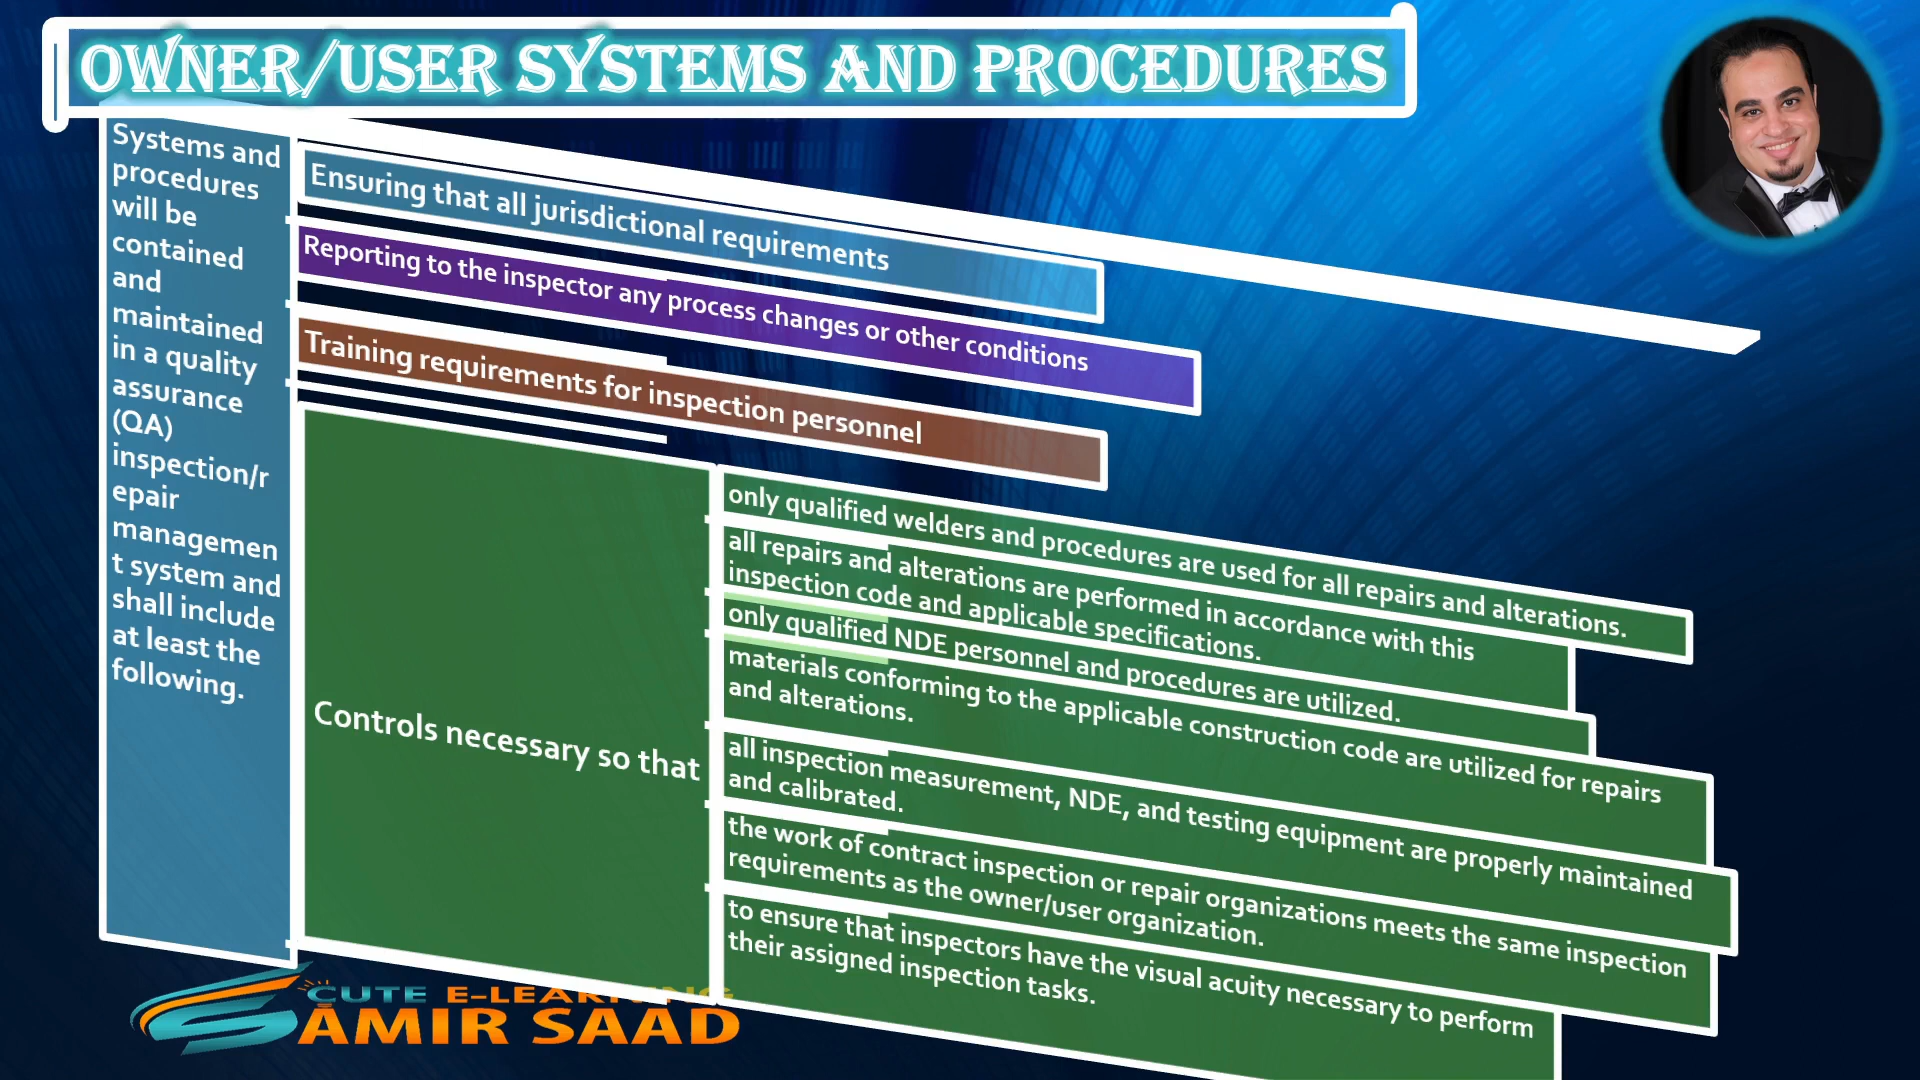 OWNER/USER SYSTEMS AND PROCEDURES
Systems and
procedures
will be
contained
and
maintained
in a quality
assurance
(QA)
inspection/r
epair
managemen
t system and
shall include
at least the
following.
Ensuring that all jurisdictional requirements
Reporting to the inspector any process changes or other conditions
Training requirements for inspection personnel
Controls necessary so that
only qualified welders and procedures are used for all repairs and alterations.
all repairs and alterations are performed in accordance with this
inspection code and applicable specifications.
only qualified NDE personnel and procedures are utilized.
materials conforming to the applicable construction code are utilized for repairs
and alterations.
all inspection measurement, NDE, and testing equipment are properly maintained
and calibrated.
the work of contract inspection or repair organizations meets the same inspection
requirements as the owner/user organization.
to ensure that inspectors have the visual acuity necessary to perform
their assigned inspection tasks.
CUTE E-LEARNING
AMIR SAAD